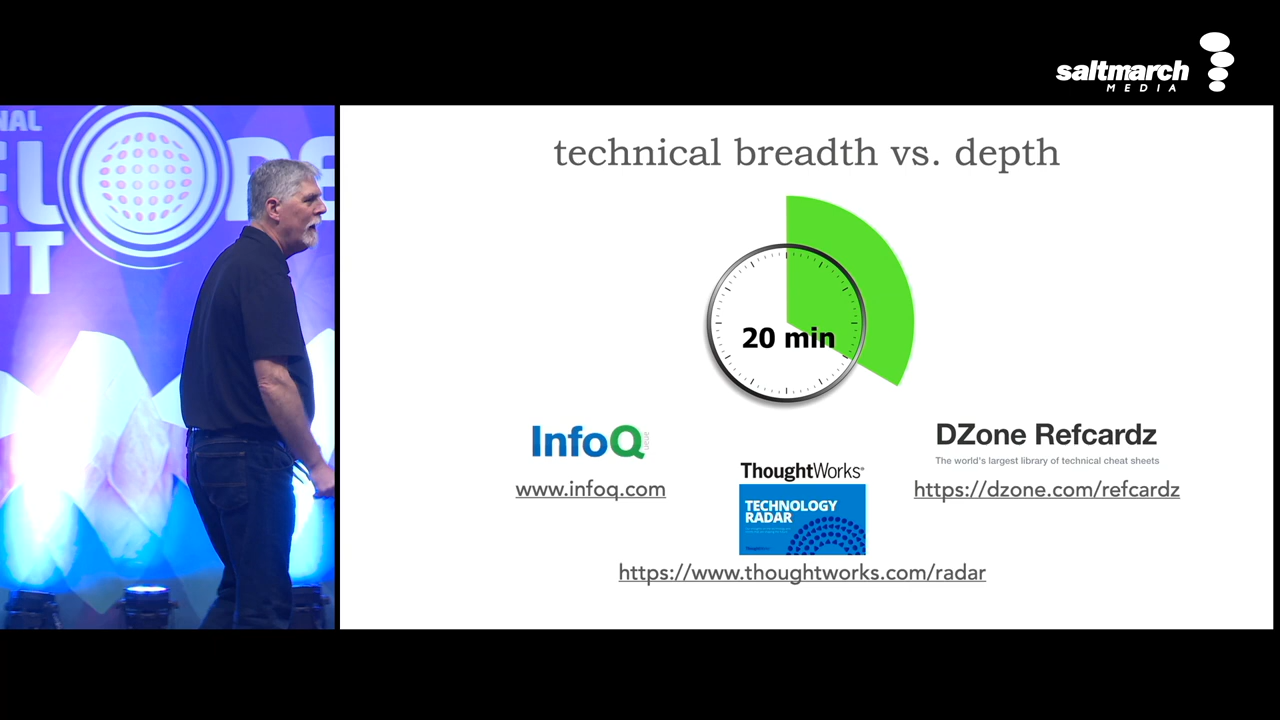 saltmarch
MEDIA
NAL
technical breadth vs. depth
20 min
InfoQ
DZone Refcardz
The world's largest library of technical cheat sheets
www.infoq.com
https://dzone.com/refcardz
ThoughtWorks®
TECHNOLOGY
RADAR
https://www.thoughtworks.com/radar